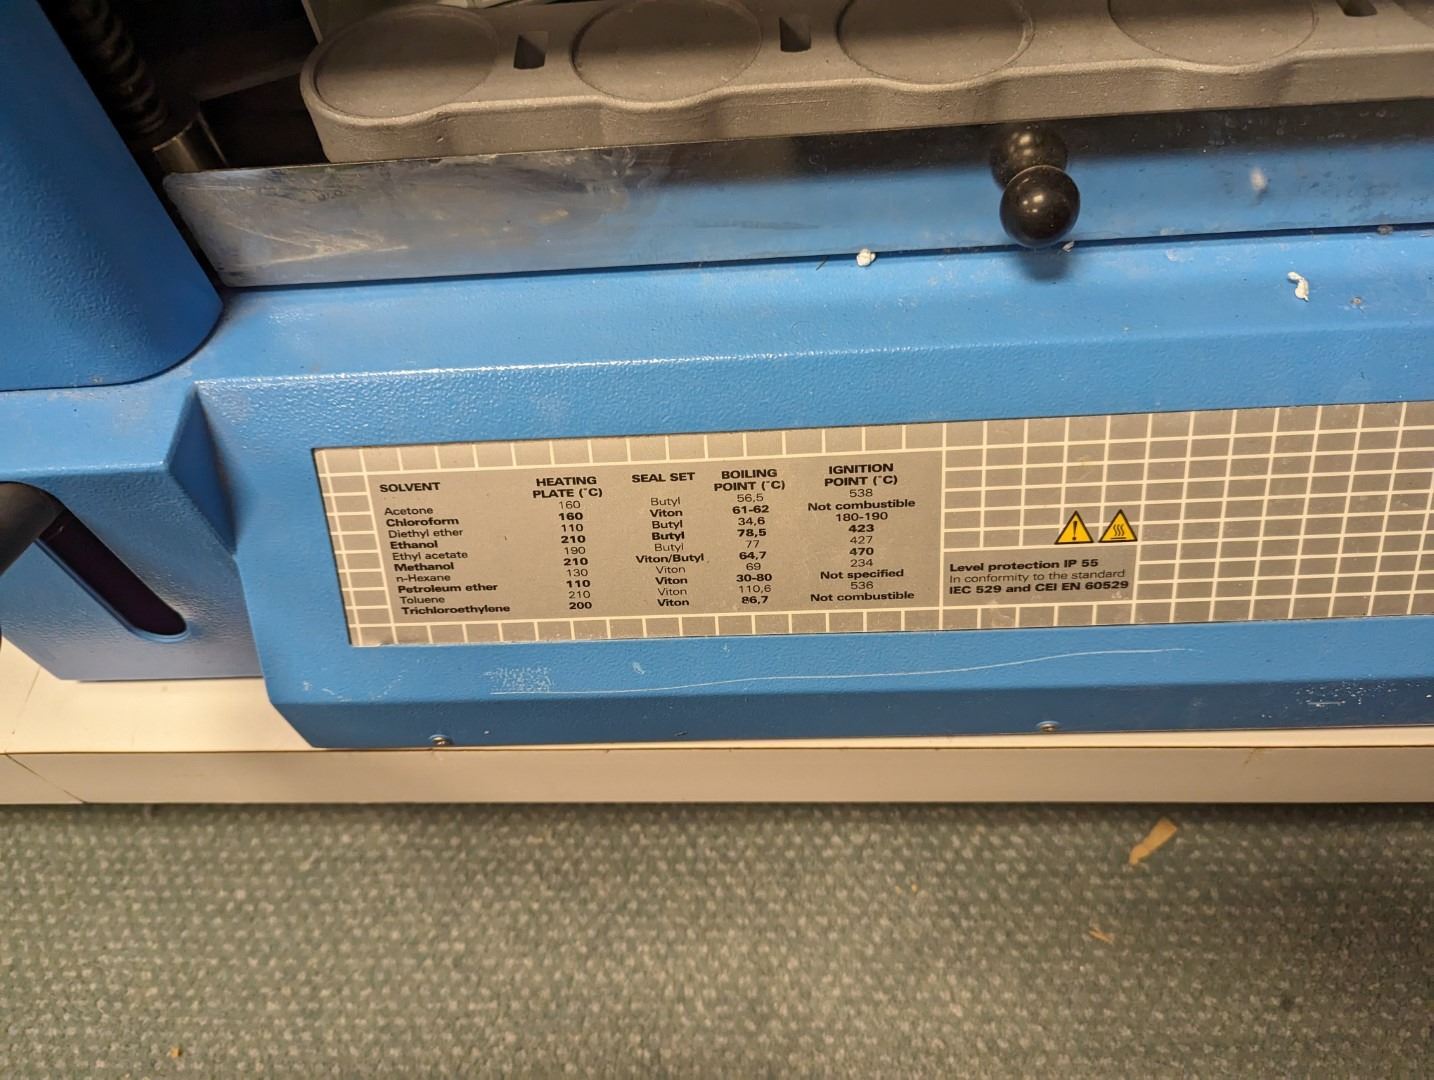 SOLVENT HEATING PLATE (°C) SEAL SET BOILING POINT (°C) IGNITION POINT (°C)
Acetone 160 Butyl 56,5 538
Chloroform 160 Viton 61-62 Not combustible
Diethyl ether 110 Butyl 34,6 180-190
Ethanol 210 Butyl 78,5 423
Ethyl acetate 190 Butyl 77 427
Methanol 210 Viton/Butyl 64,7 470
n-Hexane 130 Viton 69 234
Petroleum ether 110 Viton 30-80 Not specified
Toluene 210 Viton 110,6 536
Trichloroethylene 200 Viton 86,7 Not combustible
Level protection IP 55
In conformity to the standard
IEC 529 and CEI EN 60529